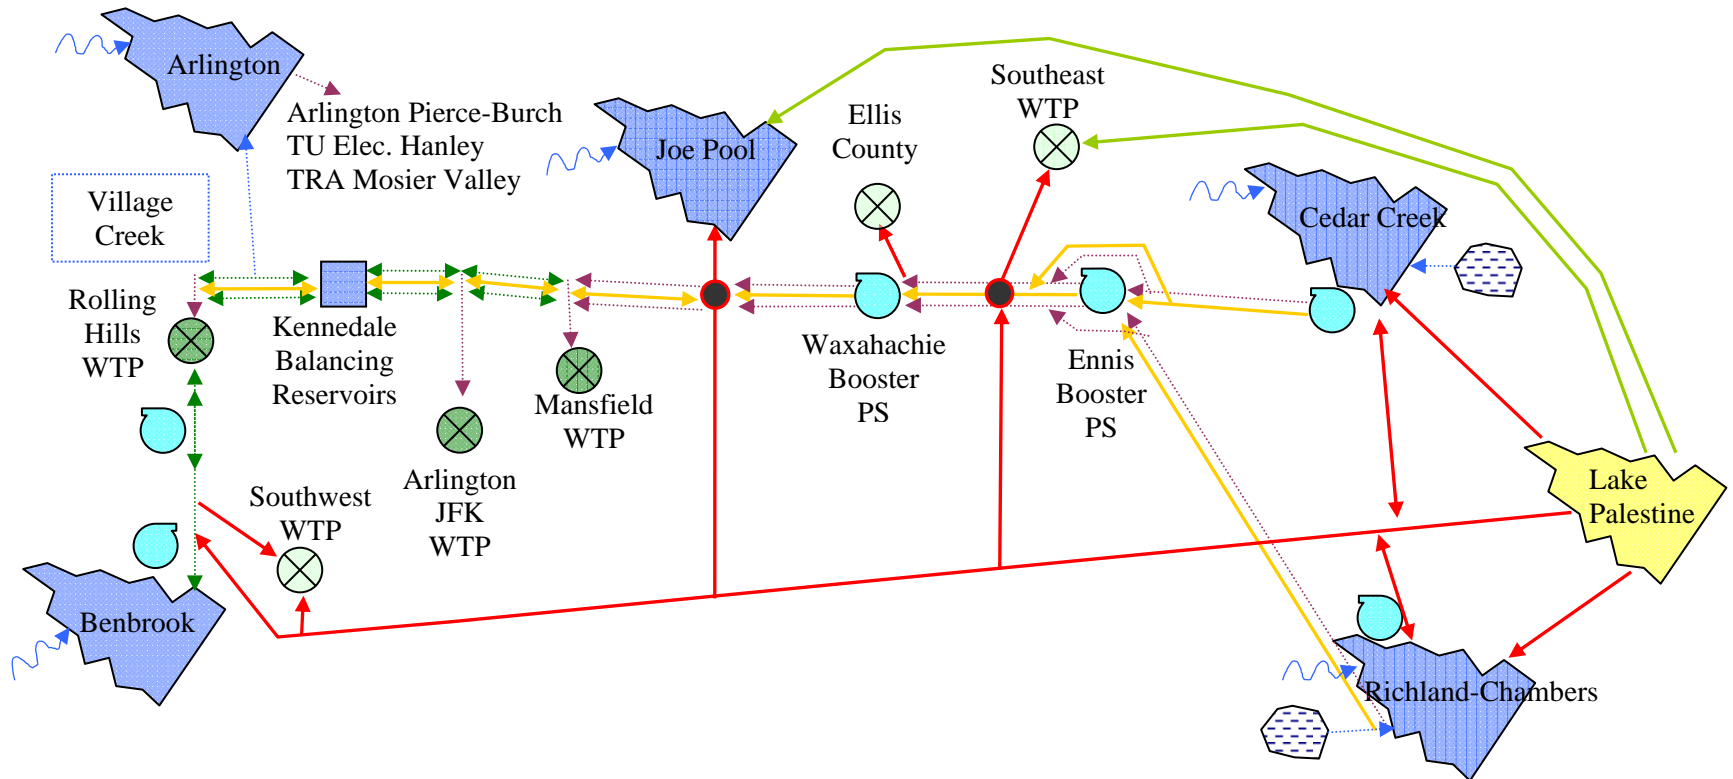 Arlington
Arlington Pierce-Burch
TU Elec. Hanley
TRA Mosier Valley
Joe Pool
Ellis
County
Southeast
WTP
Cedar Creek
Village
Creek
Rolling
Hills
WTP
Kennedale
Balancing
Reservoirs
Mansfield
WTP
Arlington
JFK
WTP
Waxahachie
Booster
PS
Ennis
Booster
PS
Southwest
WTP
Lake
Palestine
Benbrook
Richland-Chambers